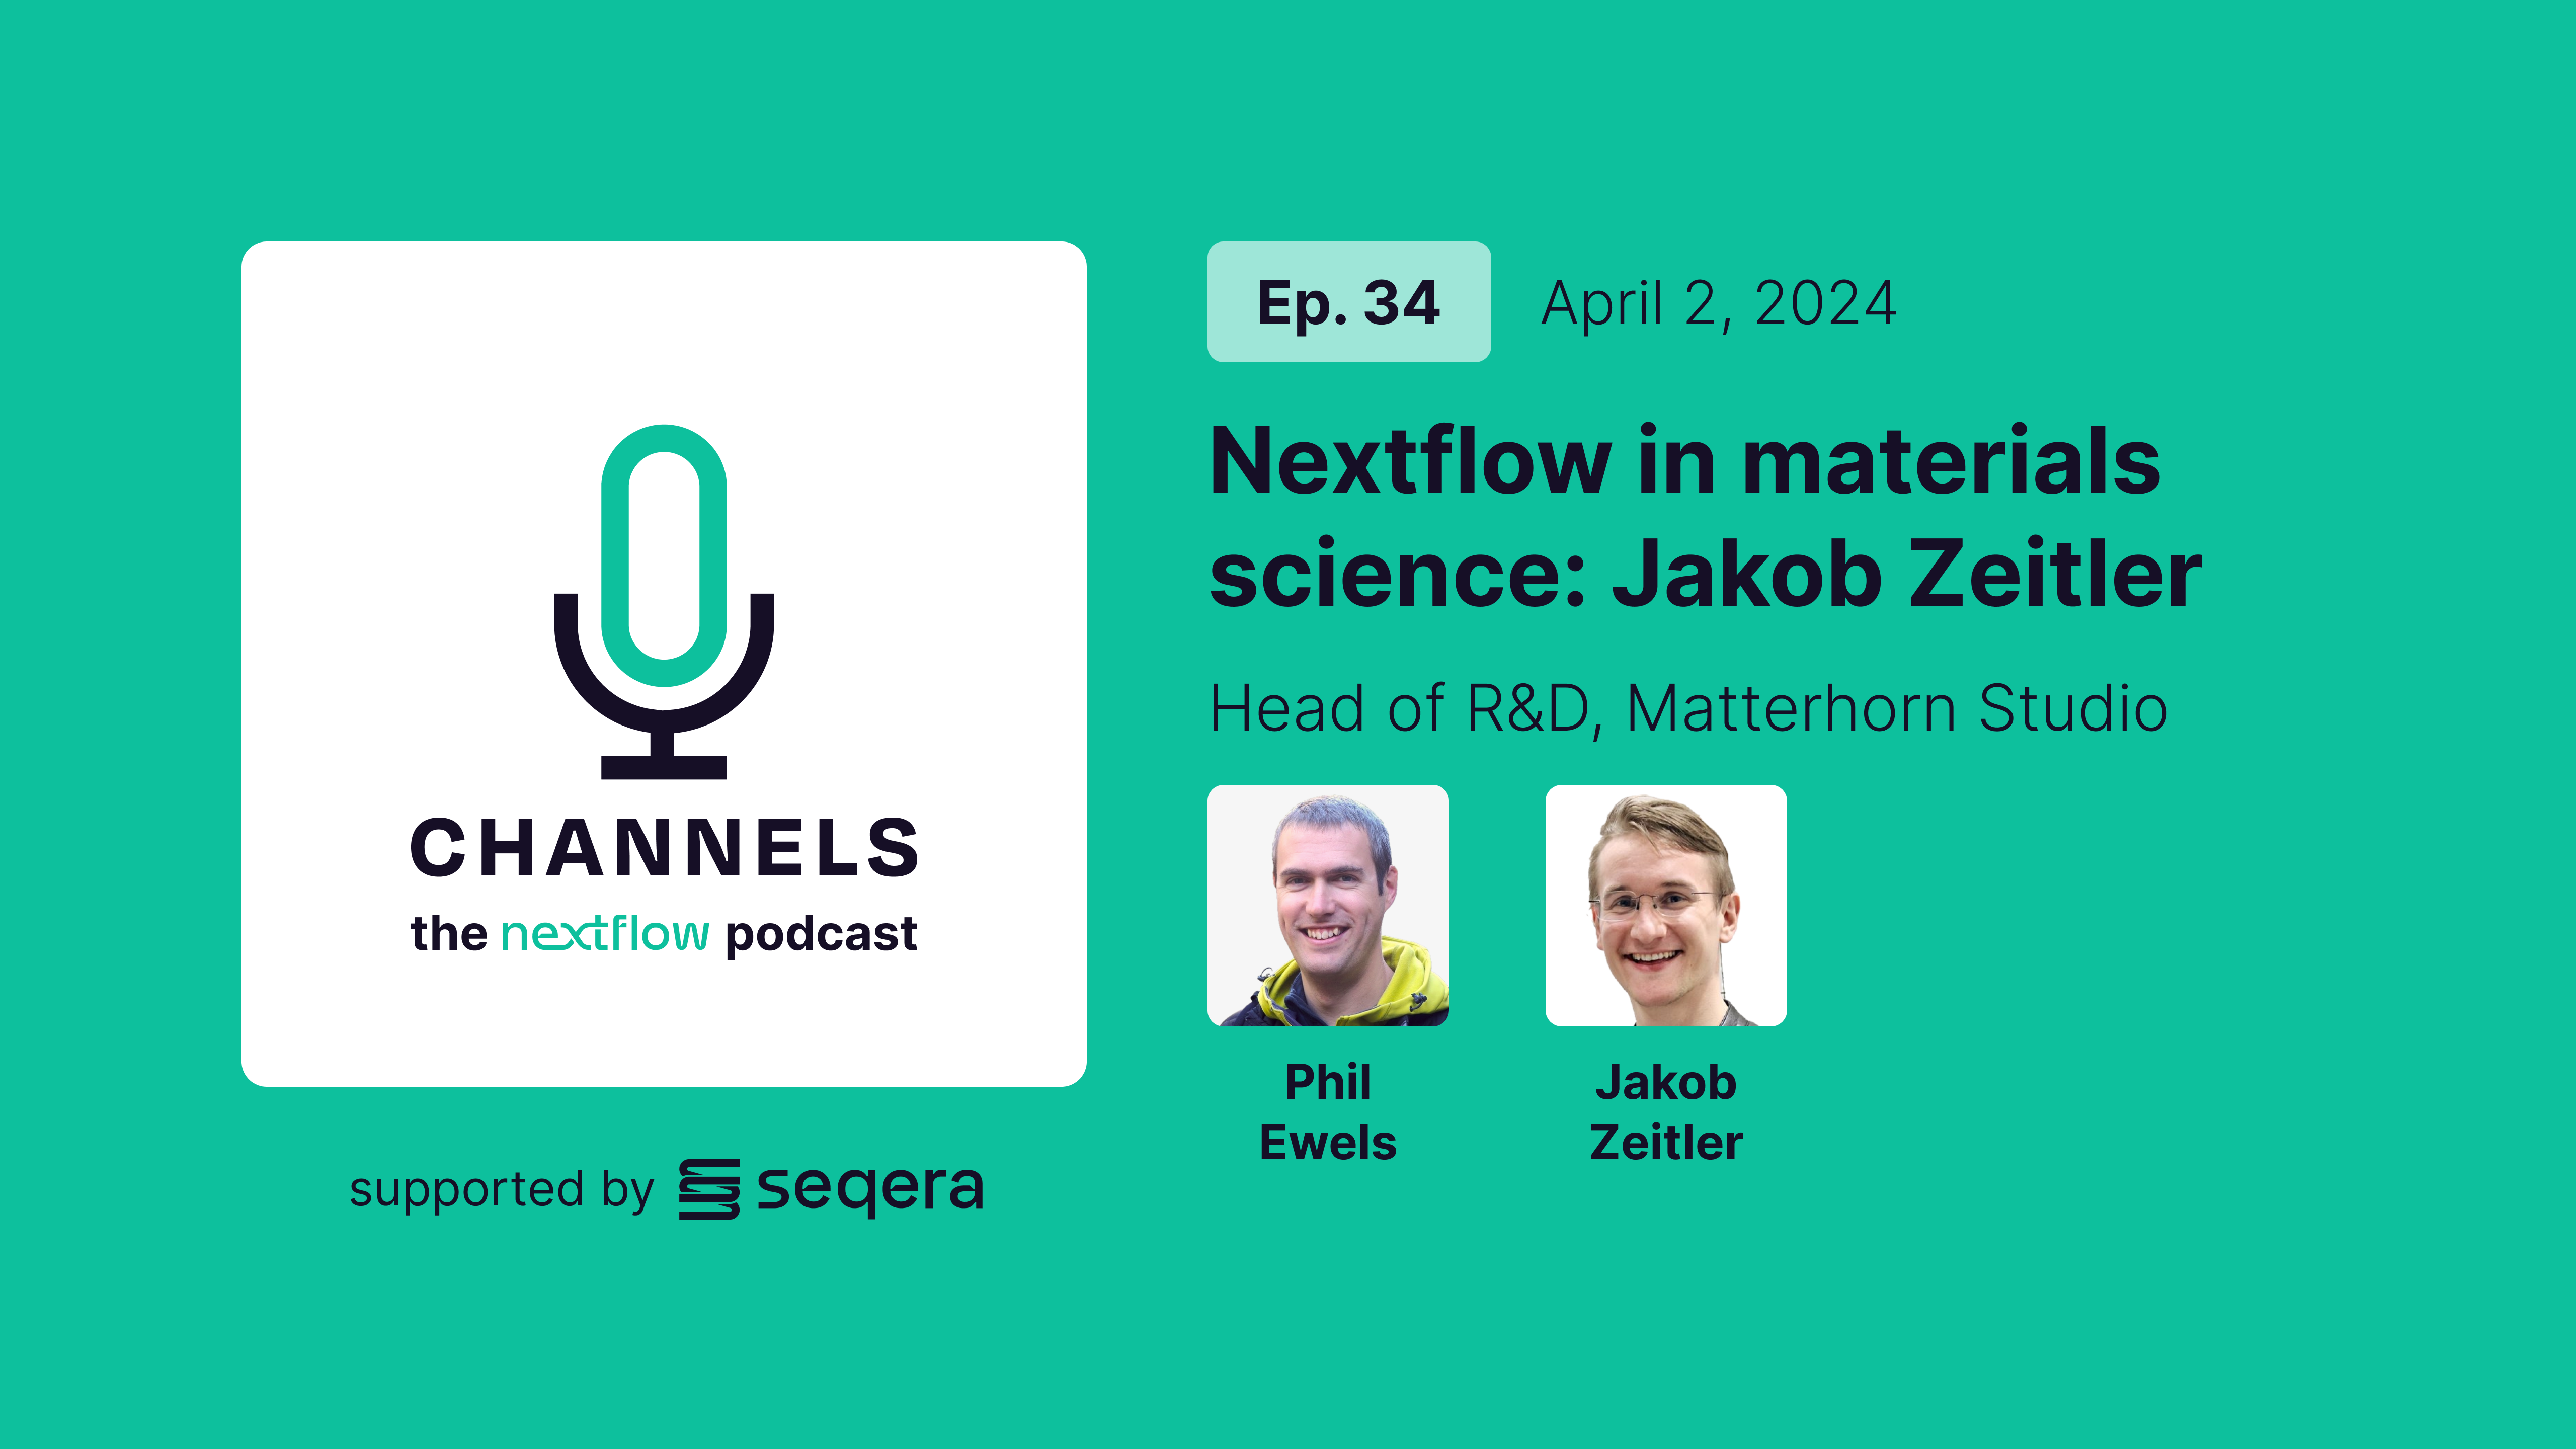 CHANNELS
the nextflow podcast
supported by seqera
Ep. 34
April 2, 2024
Nextflow in materials
science: Jakob Zeitler
Head of R&D, Matterhorn Studio
Phil
Ewels
Jakob
Zeitler